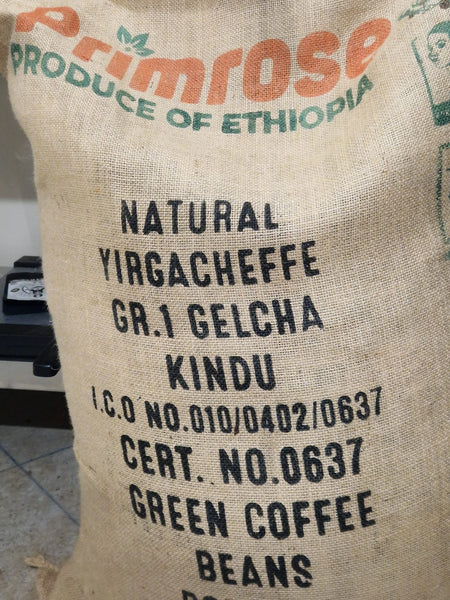 Primrose
PRODUCE OF ETHIOPIA
NATURAL
YIRGACHEFFE
GR.1 GELCHA
KINDU
I.C.O NO.010/0402/0637
CERT. NO.0637
GREEN COFFEE
BEANS